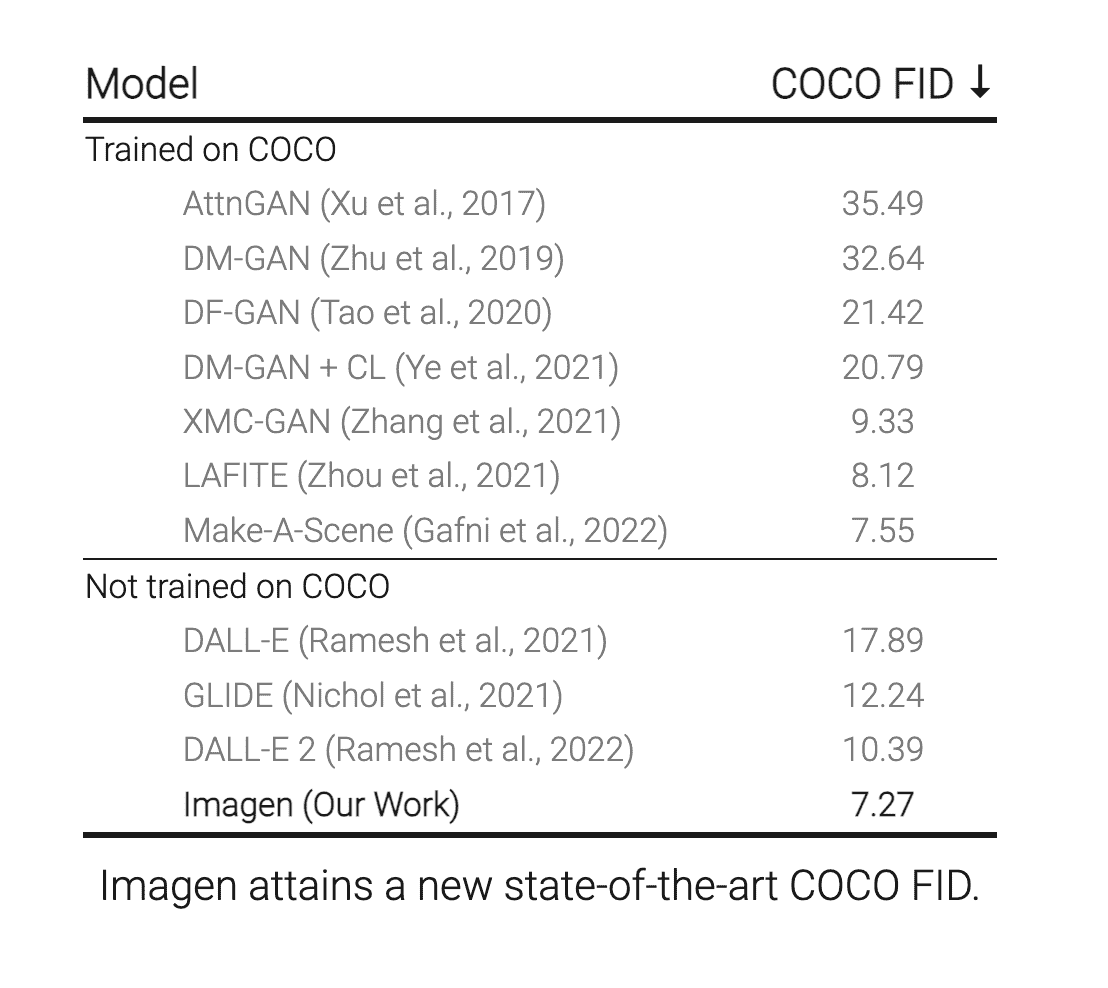 Model COCO FID ↓
Trained on COCO
AttnGAN (Xu et al., 2017) 35.49
DM-GAN (Zhu et al., 2019) 32.64
DF-GAN (Tao et al., 2020) 21.42
DM-GAN + CL (Ye et al., 2021) 20.79
XMC-GAN (Zhang et al., 2021) 9.33
LAFITE (Zhou et al., 2021) 8.12
Make-A-Scene (Gafni et al., 2022) 7.55
Not trained on COCO
DALL-E (Ramesh et al., 2021) 17.89
GLIDE (Nichol et al., 2021) 12.24
DALL-E 2 (Ramesh et al., 2022) 10.39
Imagen (Our Work) 7.27
Imagen attains a new state-of-the-art COCO FID.